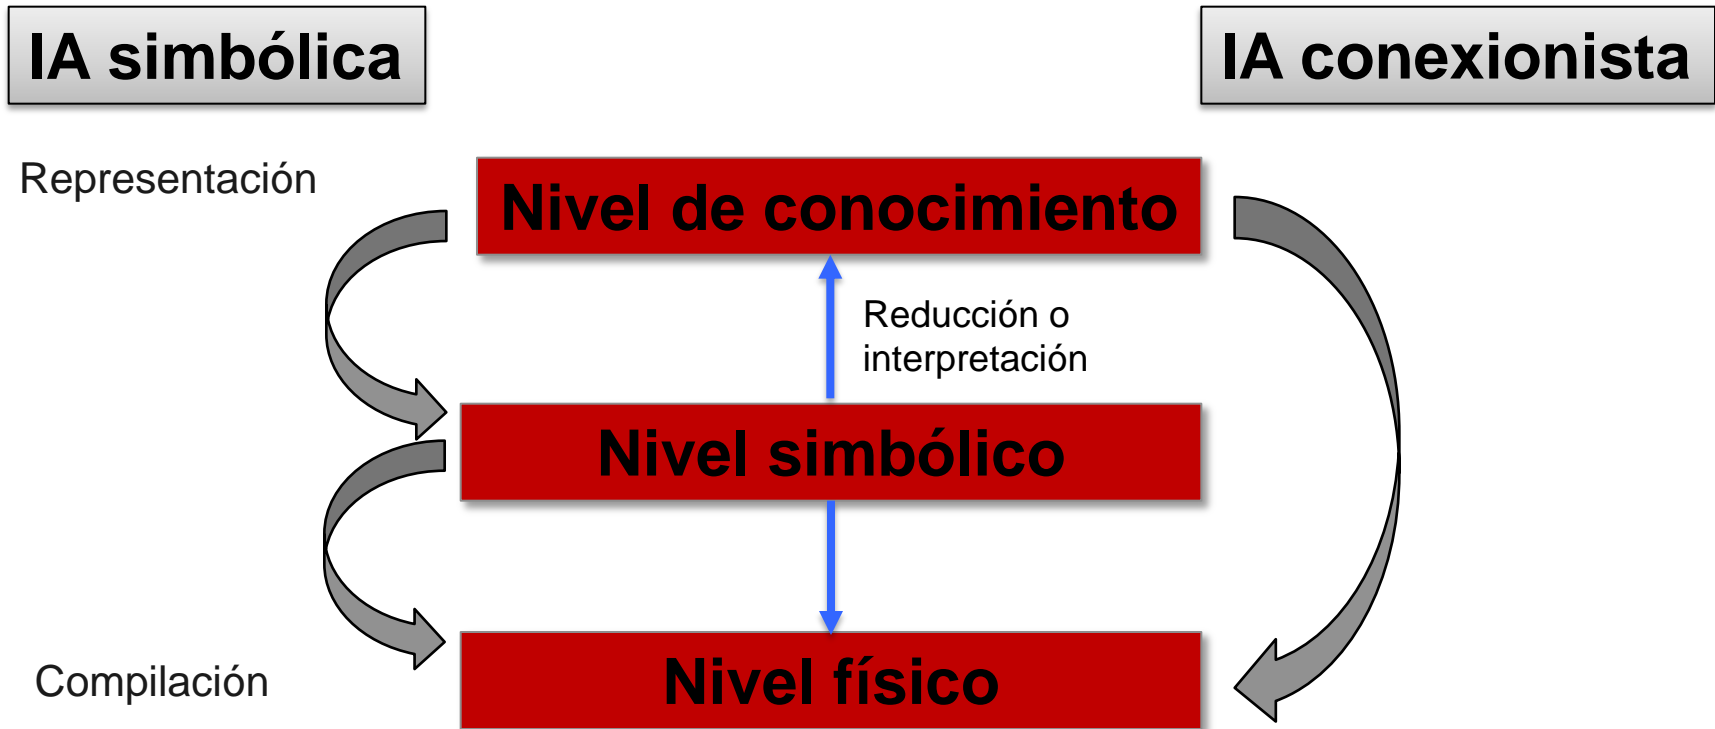 IA simbólica
IA conexionista
Representación
Nivel de conocimiento
Reducción o
interpretación
Nivel simbólico
Compilación
Nivel físico